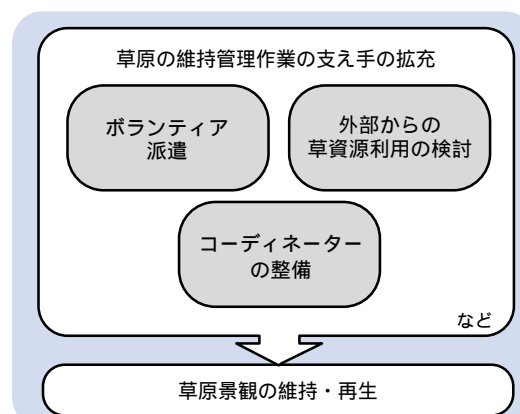 草原の維持管理作業の支え手の拡充
ボランティア
派遣
外部からの
草資源利用の検討
コーディネーター
の整備
など
草原景観の維持・再生